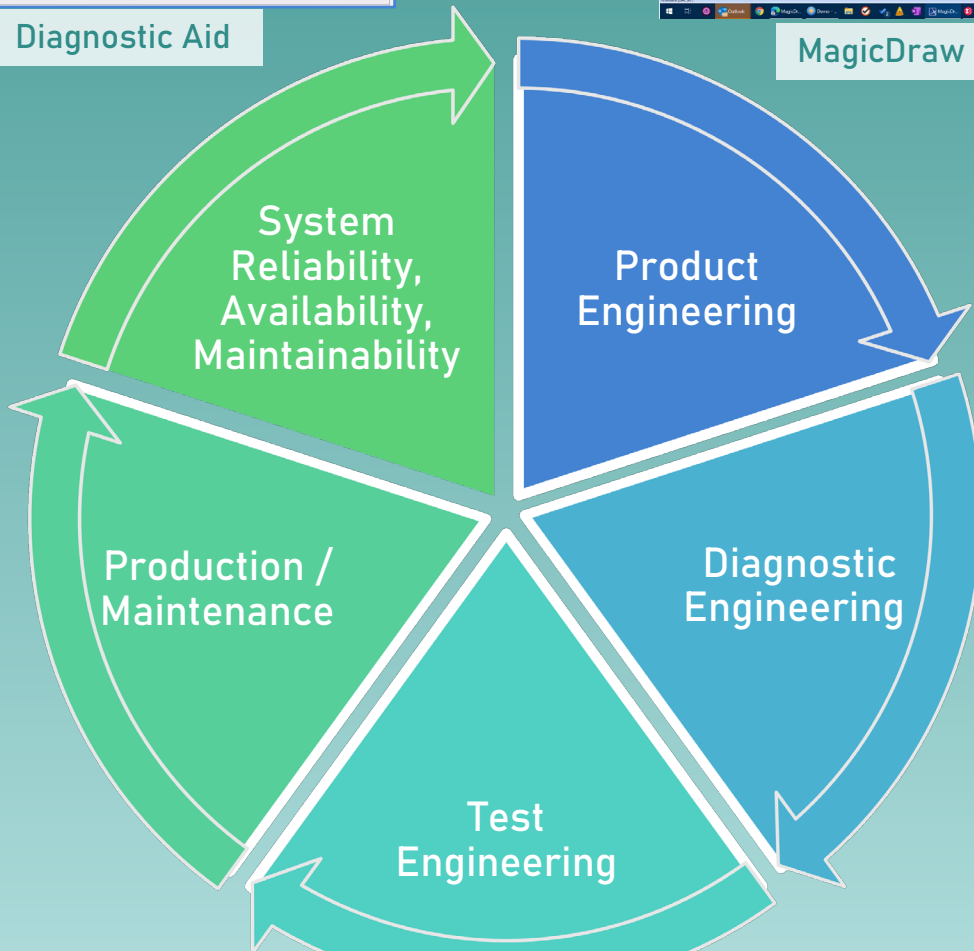 Diagnostic Aid
MagicDraw
System
Reliability,
Availability,
Maintainability
Product
Engineering
Production /
Maintenance
Diagnostic
Engineering
Test
Engineering